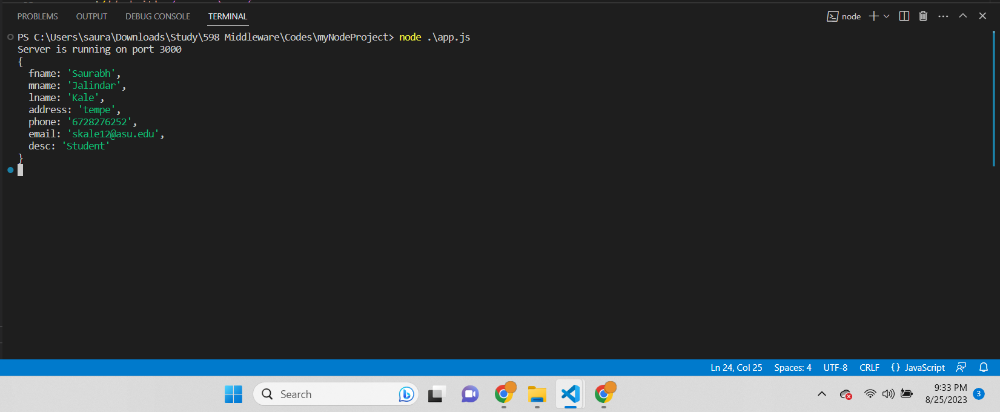 PROBLEMS OUTPUT DEBUG CONSOLE TERMINAL node
PS C:\Users\saura\Downloads\Study\598 Middleware\Codes\myNodeProject> node .\app.js
Server is running on port 3000
{
fname: 'Saurabh',
mname: 'Jalindar',
lname: 'Kale',
address: 'tempe',
phone: '6728276252',
email: 'skale12@asu.edu',
desc: 'Student'
}
Ln 24, Col 25 Spaces: 4 UTF-8 CRLF {} JavaScript
Search
9:33 PM
8/25/2023 3